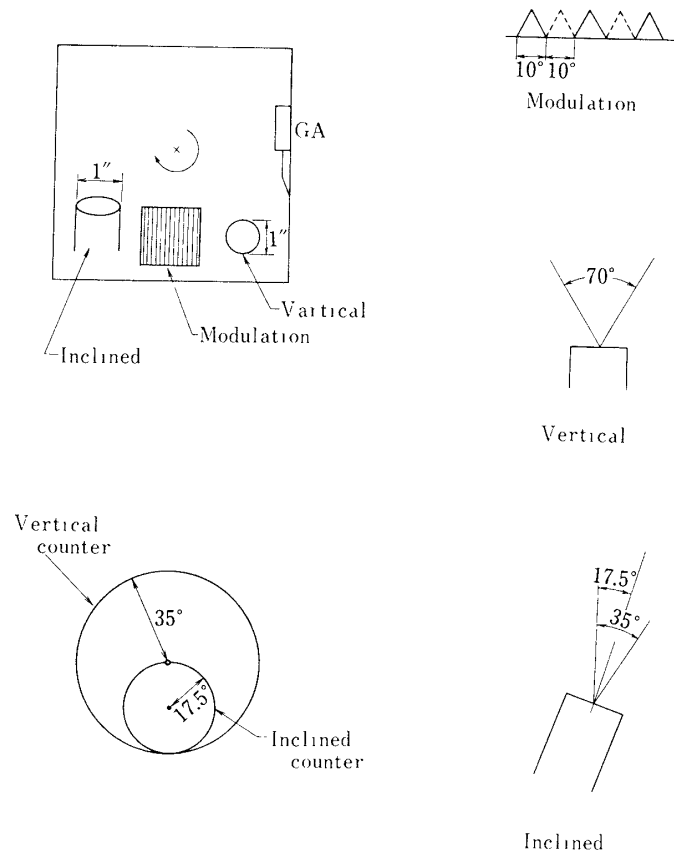 10° 10°
Modulation
GA
1″
1″
Vartical
Modulation
Inclined
70°
Vertical
Vertical
counter
35°
17.5°
Inclined
counter
17.5°
35°
Inclined